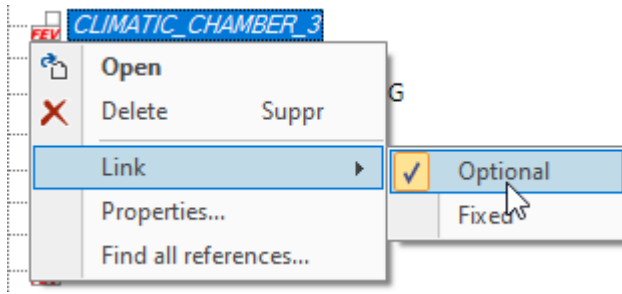 FEV CLIMATIC_CHAMBER_3
Open
G
Delete Suppr
Link
Optional
Properties...
Fixed
Find all references...